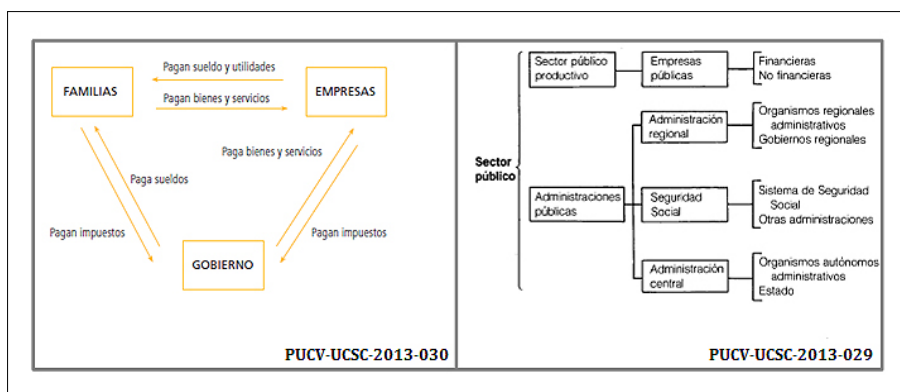 Pagan sueldo y utilidades
FAMILIAS
EMPRESAS
Pagan bienes y servicios
Paga bienes y servicios
Paga sueldos
Pagan impuestos
Pagan impuestos
GOBIERNO
PUCV-UCSC-2013-030
Sector público
productivo
Empresas
públicas
Financieras
No financieras
Administración
regional
Organismos regionales
administrativos
Gobiernos regionales
Sector
público
Administraciones
públicas
Seguridad
Social
Sistema de Seguridad
Social
Otras administraciones
Administración
central
Organismos autónomos
administrativos
Estado
PUCV-UCSC-2013-029